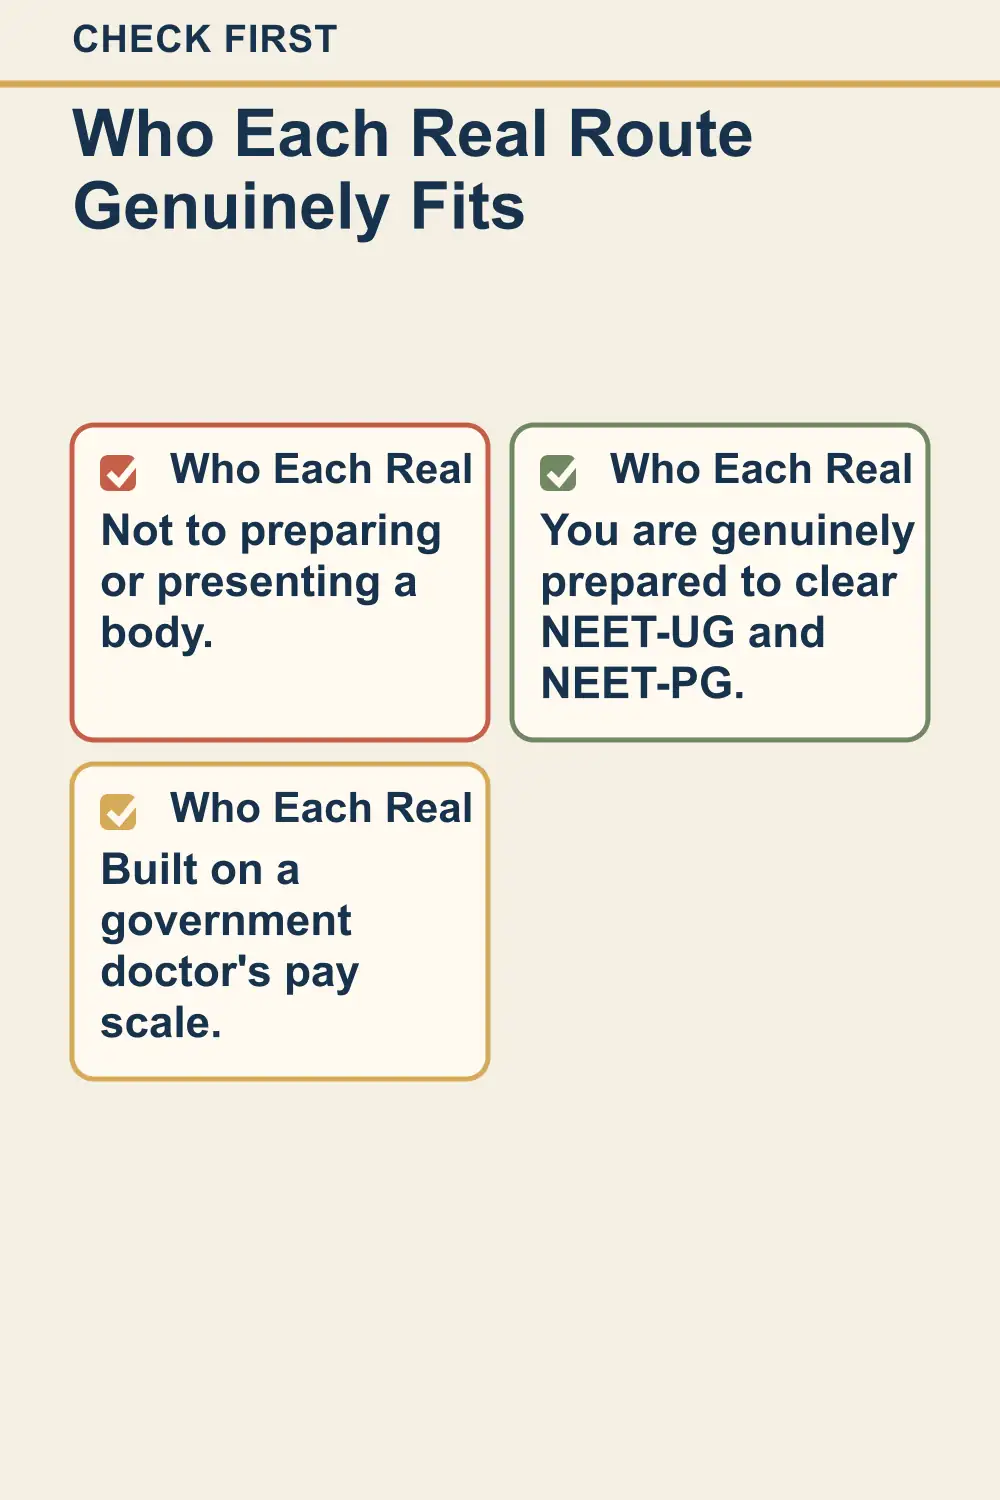 CHECK FIRST
Who Each Real Route
Genuinely Fits
Who Each Real
Not to preparing
or presenting a
body.
Who Each Real
You are genuinely
prepared to clear
NEET-UG and
NEET-PG.
Who Each Real
Built on a
government
doctor's pay
scale.